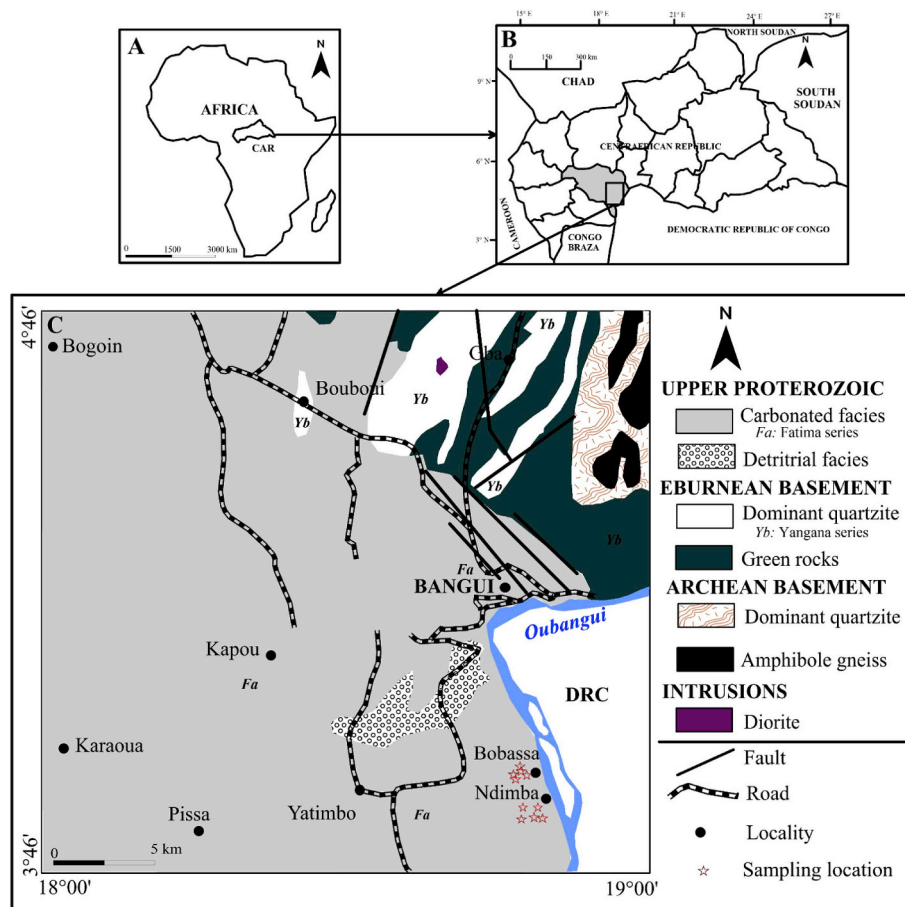 A
N
AFRICA
CAR
0 1500 3000 km
15°E 18°E 21°E 24°E 27°E
B
NORTH SOUDAN
0 150 300 km
N
CHAD
9°N
SOUTH
SOUDAN
CENTRAFRICAN REPUBLIC
6°N
CAMEROON
DEMOCRATIC REPUBLIC OF CONGO
CONGO
BRAZA
3°N
C
4°46'
Bogoin
Yb
Gba
Bouboui
Yb
Yb
Yb
Yb
Fa
BANGUI
Oubangui
Kapou
Fa
DRC
Karaoua
Bobassa
Ndimba
Yatimbo
Fa
Pissa
0 5 km
3°46'
18°00' 19°00'
N
UPPER PROTEROZOIC
Carbonated facies
Fa: Fatima series
Detritrial facies
EBURNEAN BASEMENT
Dominant quartzite
Yb: Yangana series
Green rocks
ARCHEAN BASEMENT
Dominant quartzite
Amphibole gneiss
INTRUSIONS
Diorite
Fault
Road
Locality
Sampling location